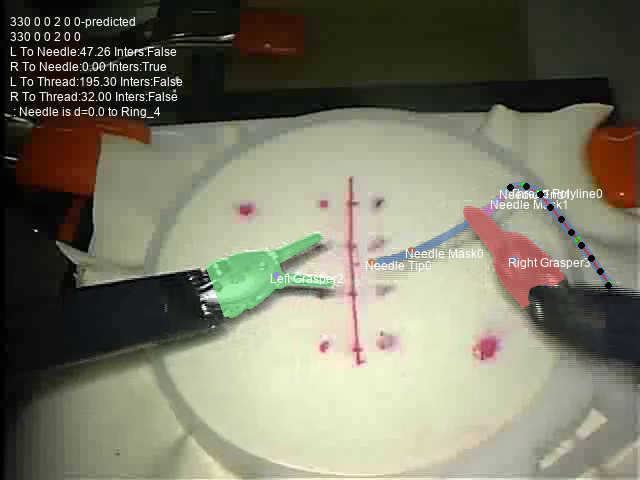 330 0 0 2 0 0-predicted
330 0 0 2 0 0
L To Needle:47.26 Inters:False
R To Needle:0.00 Inters:True
L To Thread:195.30 Inters:False
R To Thread:32.00 Inters:False
: Needle is d=0.0 to Ring_4
Polyline0
Needle Mask1
Needle Mask0
Needle Tip0
Right Grasper3
Left Grasper2